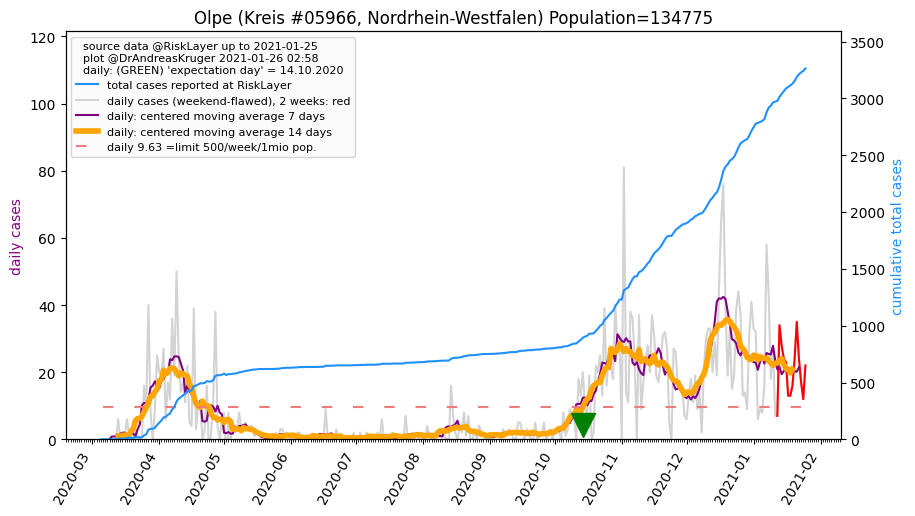 Olpe (Kreis #05966, Nordrhein-Westfalen) Population=134775
source data @RiskLayer up to 2021-01-25
plot @DrAndreasKruger 2021-01-26 02:58
daily: (GREEN) 'expectation day' = 14.10.2020
total cases reported at RiskLayer
daily cases (weekend-flawed), 2 weeks: red
daily: centered moving average 7 days
daily: centered moving average 14 days
daily 9.63 =limit 500/week/1mio pop.
daily cases
120
100
80
60
40
20
0
cumulative total cases
3500
3000
2500
2000
1500
1000
500
0
2020-03
2020-04
2020-05
2020-06
2020-07
2020-08
2020-09
2020-10
2020-11
2020-12
2021-01
2021-02